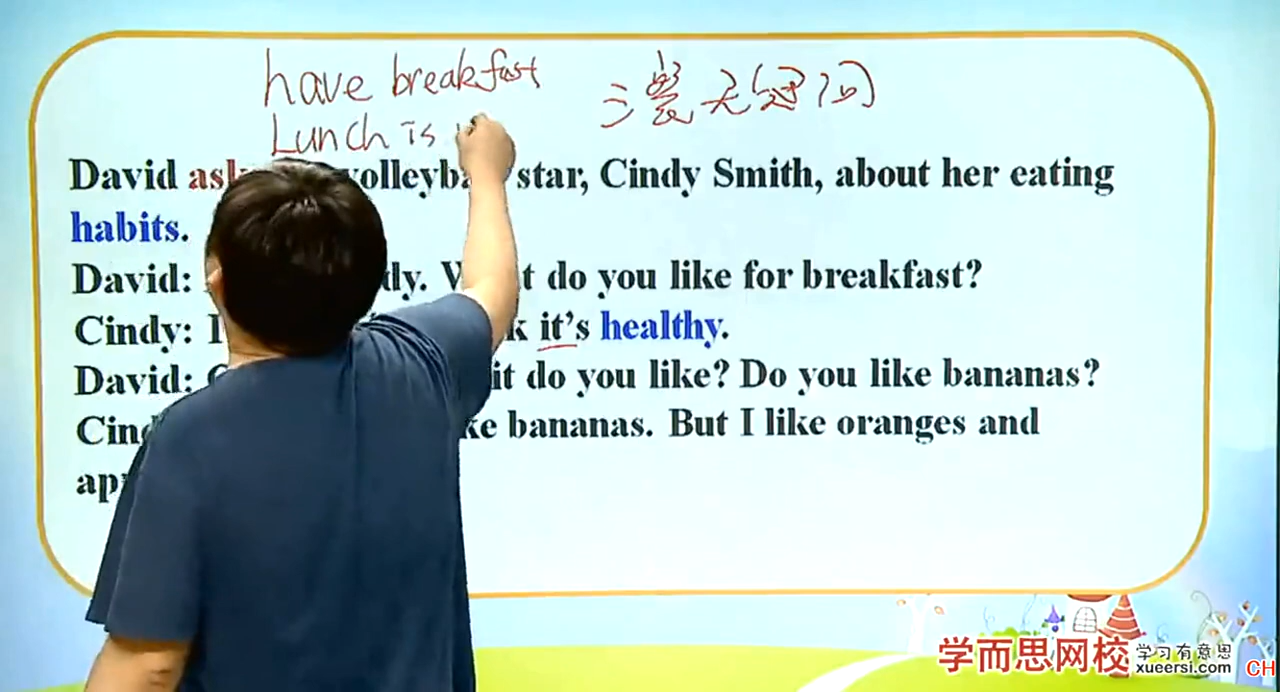 have breakfast
三餐无冠词
Lunch is
David ask volleyba star, Cindy Smith, about her eating
habits.
David: dy. W t do you like for breakfast?
Cindy: I k it's healthy.
David: it do you like? Do you like bananas?
Cind ke bananas. But I like oranges and
app
学而思网校
学习有意思
xueersi.com
CH